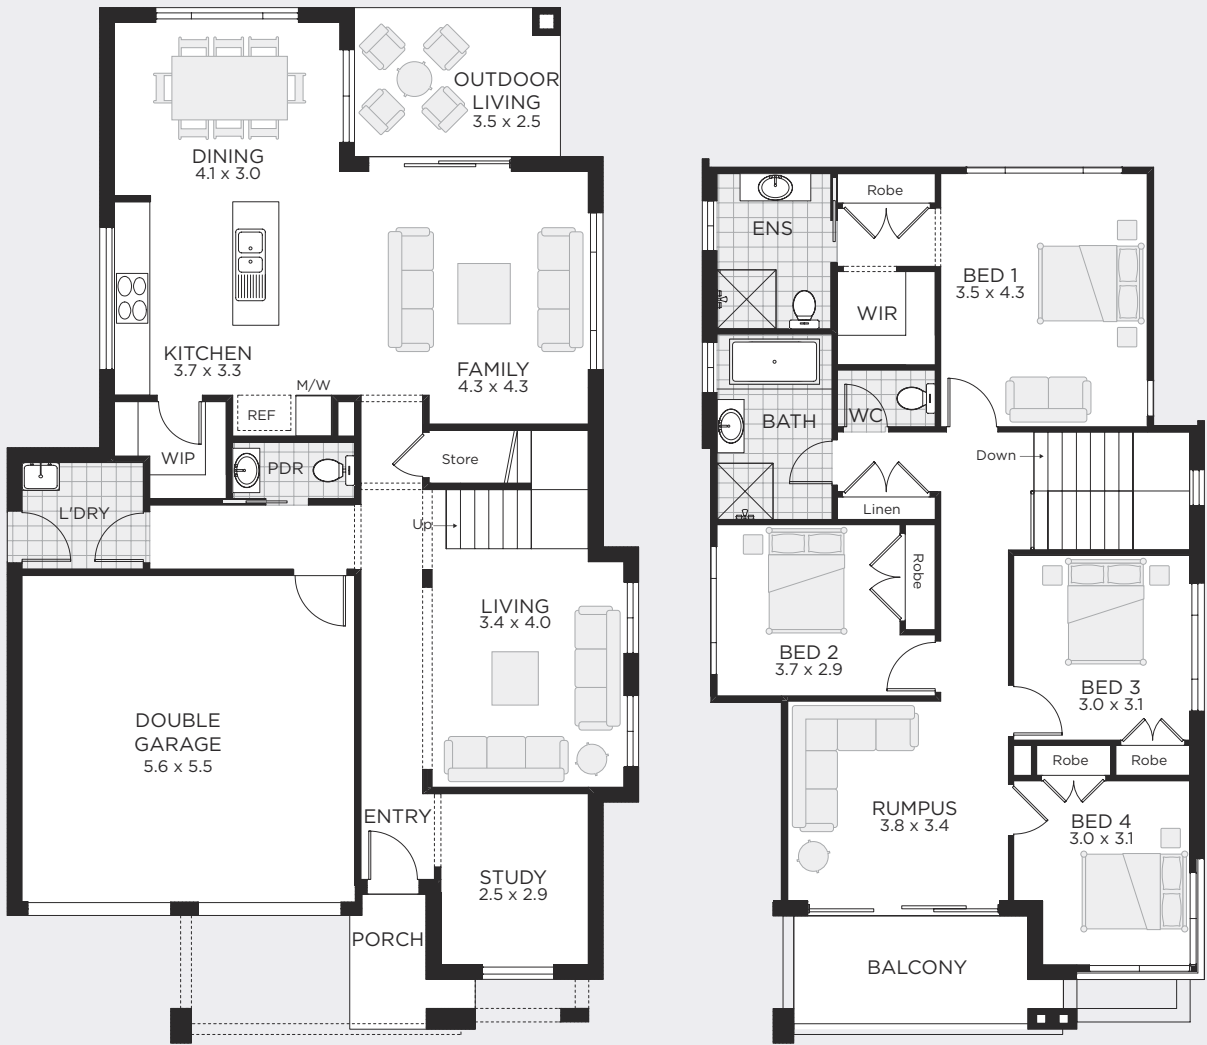 OUTDOOR
LIVING
3.5 x 2.5
DINING
4.1 x 3.0
KITCHEN
3.7 x 3.3
FAMILY
4.3 x 4.3
M/W
REF
WIP
PDR
Store
L'DRY
Up
LIVING
3.4 x 4.0
DOUBLE
GARAGE
5.6 x 5.5
ENTRY
STUDY
2.5 x 2.9
PORCH
Robe
ENS
BED 1
3.5 x 4.3
WIR
WC
BATH
Down
Linen
Robe
BED 2
3.7 x 2.9
BED 3
3.0 x 3.1
Robe
Robe
RUMPUS
3.8 x 3.4
BED 4
3.0 x 3.1
BALCONY